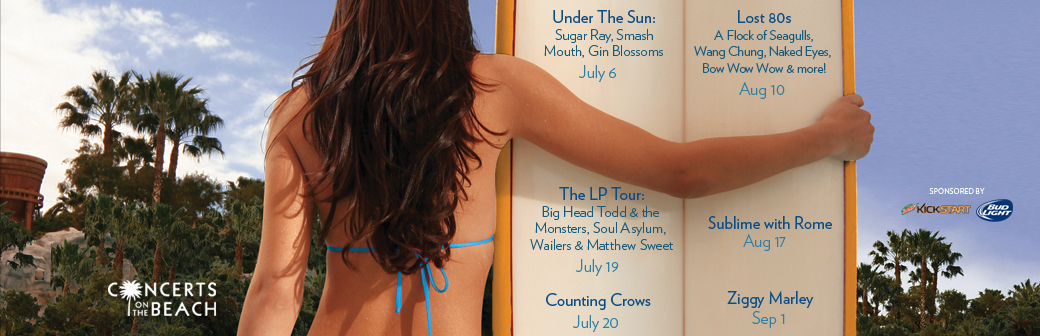 Under The Sun:
Sugar Ray, Smash
Mouth, Gin Blossoms
July 6
The LP Tour:
Big Head Todd & the
Monsters, Soul Asylum,
Wailers & Matthew Sweet
July 19
Counting Crows
July 20
Lost 80s
A Flock of Seagulls,
Wang Chung, Naked Eyes,
Bow Wow Wow & more!
Aug 10
Sublime with Rome
Aug 17
Ziggy Marley
Sep 1
CONCERTS
ON
THE BEACH
SPONSORED BY
KICKSTART
BUD
LIGHT